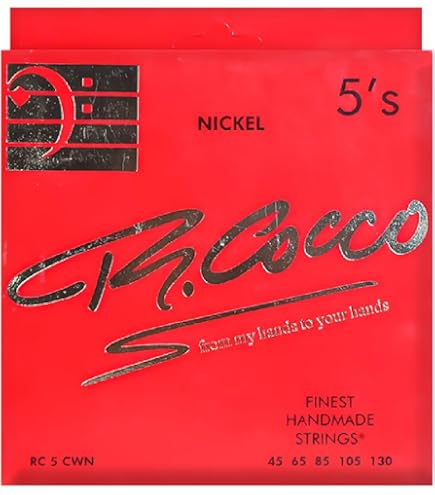 NICKEL
5's
R. Cocco
from my hands to your hands
FINEST
HANDMADE
STRINGS®
RC 5 CWN
45 65 85 105 130